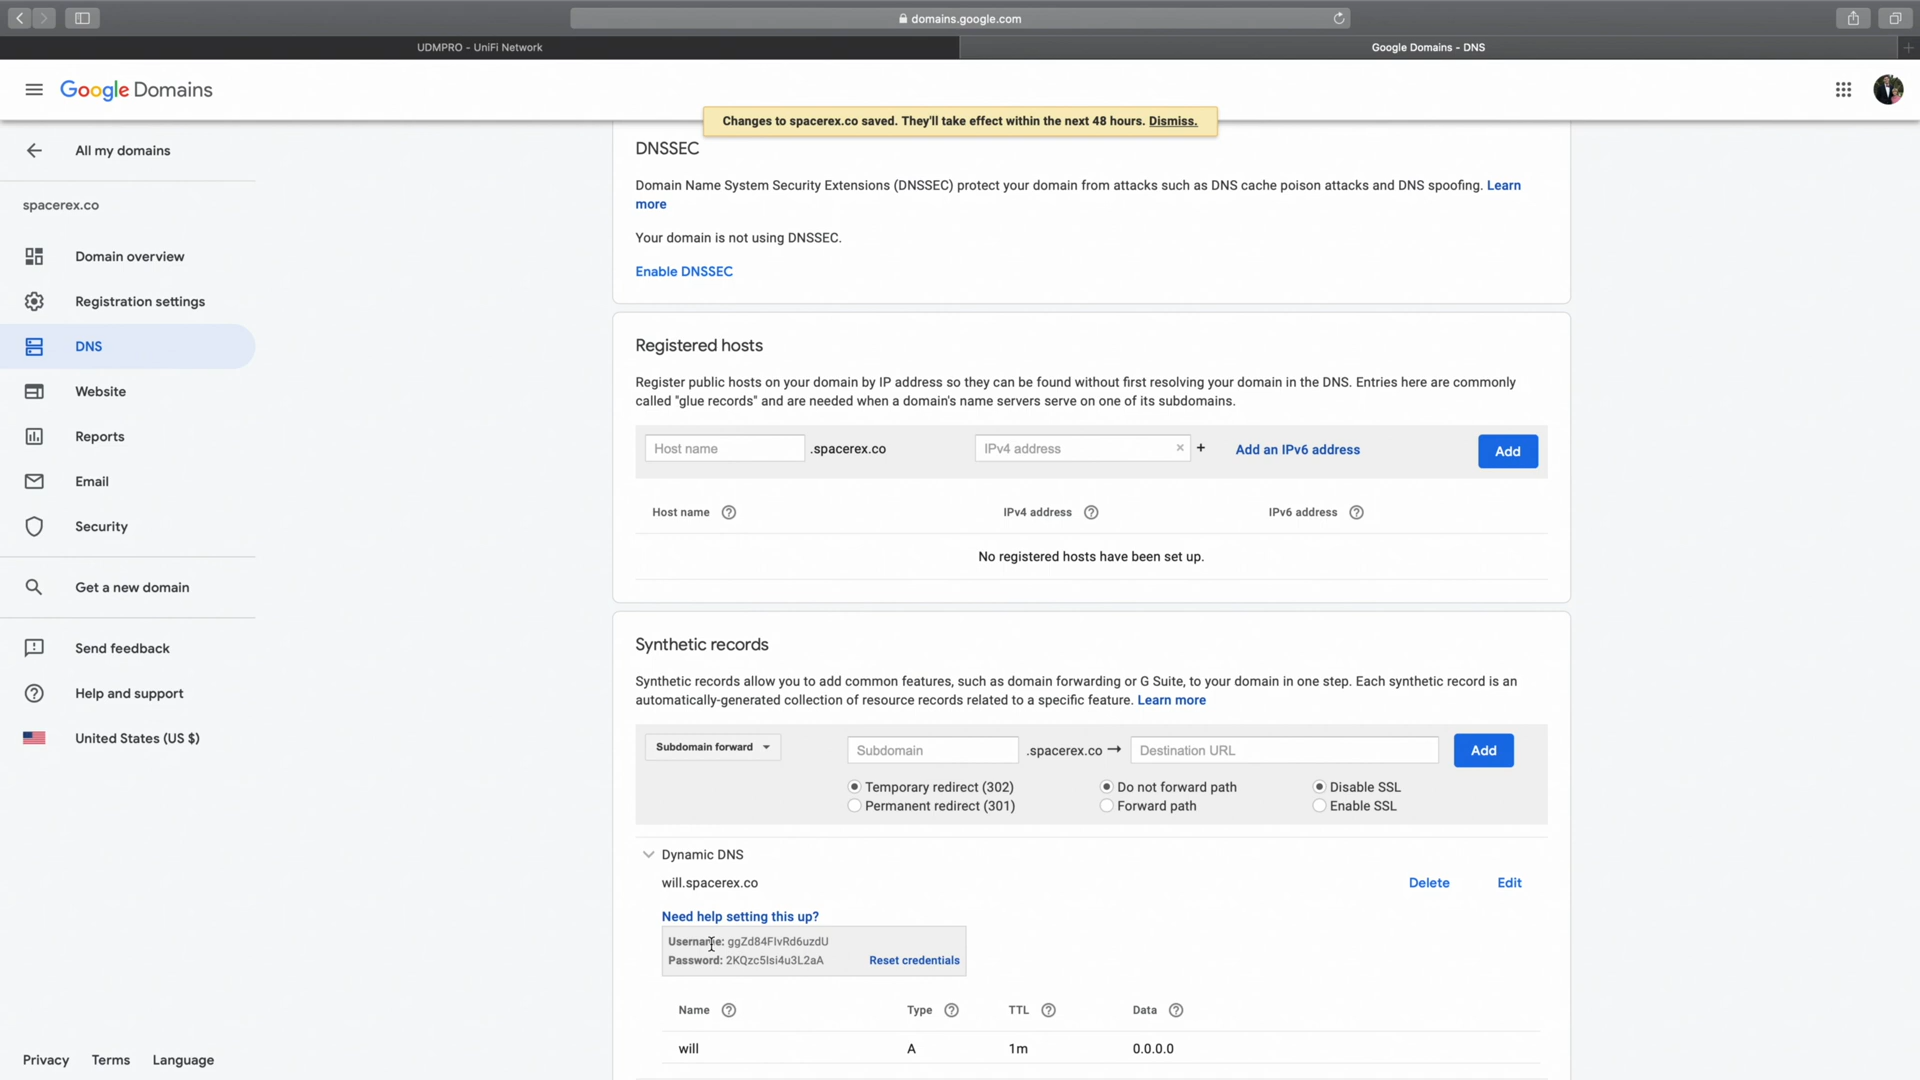 domains.google.com
UDMPRO - UniFi Network
Google Domains - DNS
Google Domains
Changes to spacerex.co saved. They'll take effect within the next 48 hours. Dismiss.
All my domains
spacerex.co
Domain overview
Registration settings
DNS
Website
Reports
Email
Security
Get a new domain
Send feedback
Help and support
United States (US $)
Privacy Terms Language
DNSSEC
Domain Name System Security Extensions (DNSSEC) protect your domain from attacks such as DNS cache poison attacks and DNS spoofing. Learn
more
Your domain is not using DNSSEC.
Enable DNSSEC
Registered hosts
Register public hosts on your domain by IP address so they can be found without first resolving your domain in the DNS. Entries here are commonly
called "glue records" and are needed when a domain's name servers serve on one of its subdomains.
Host name .spacerex.co IPv4 address × + Add an IPv6 address Add
Host name ? IPv4 address ? IPv6 address ?
No registered hosts have been set up.
Synthetic records
Synthetic records allow you to add common features, such as domain forwarding or G Suite, to your domain in one step. Each synthetic record is an
automatically-generated collection of resource records related to a specific feature. Learn more
Subdomain forward Subdomain .spacerex.co → Destination URL Add
Temporary redirect (302) Do not forward path Disable SSL
Permanent redirect (301) Forward path Enable SSL
Dynamic DNS
will.spacerex.co Delete Edit
Need help setting this up?
Username: ggZd84FIvRd6uzdU
Password: 2KQzc5Isi4u3L2aA Reset credentials
Name ? Type ? TTL ? Data ?
will A 1m 0.0.0.0